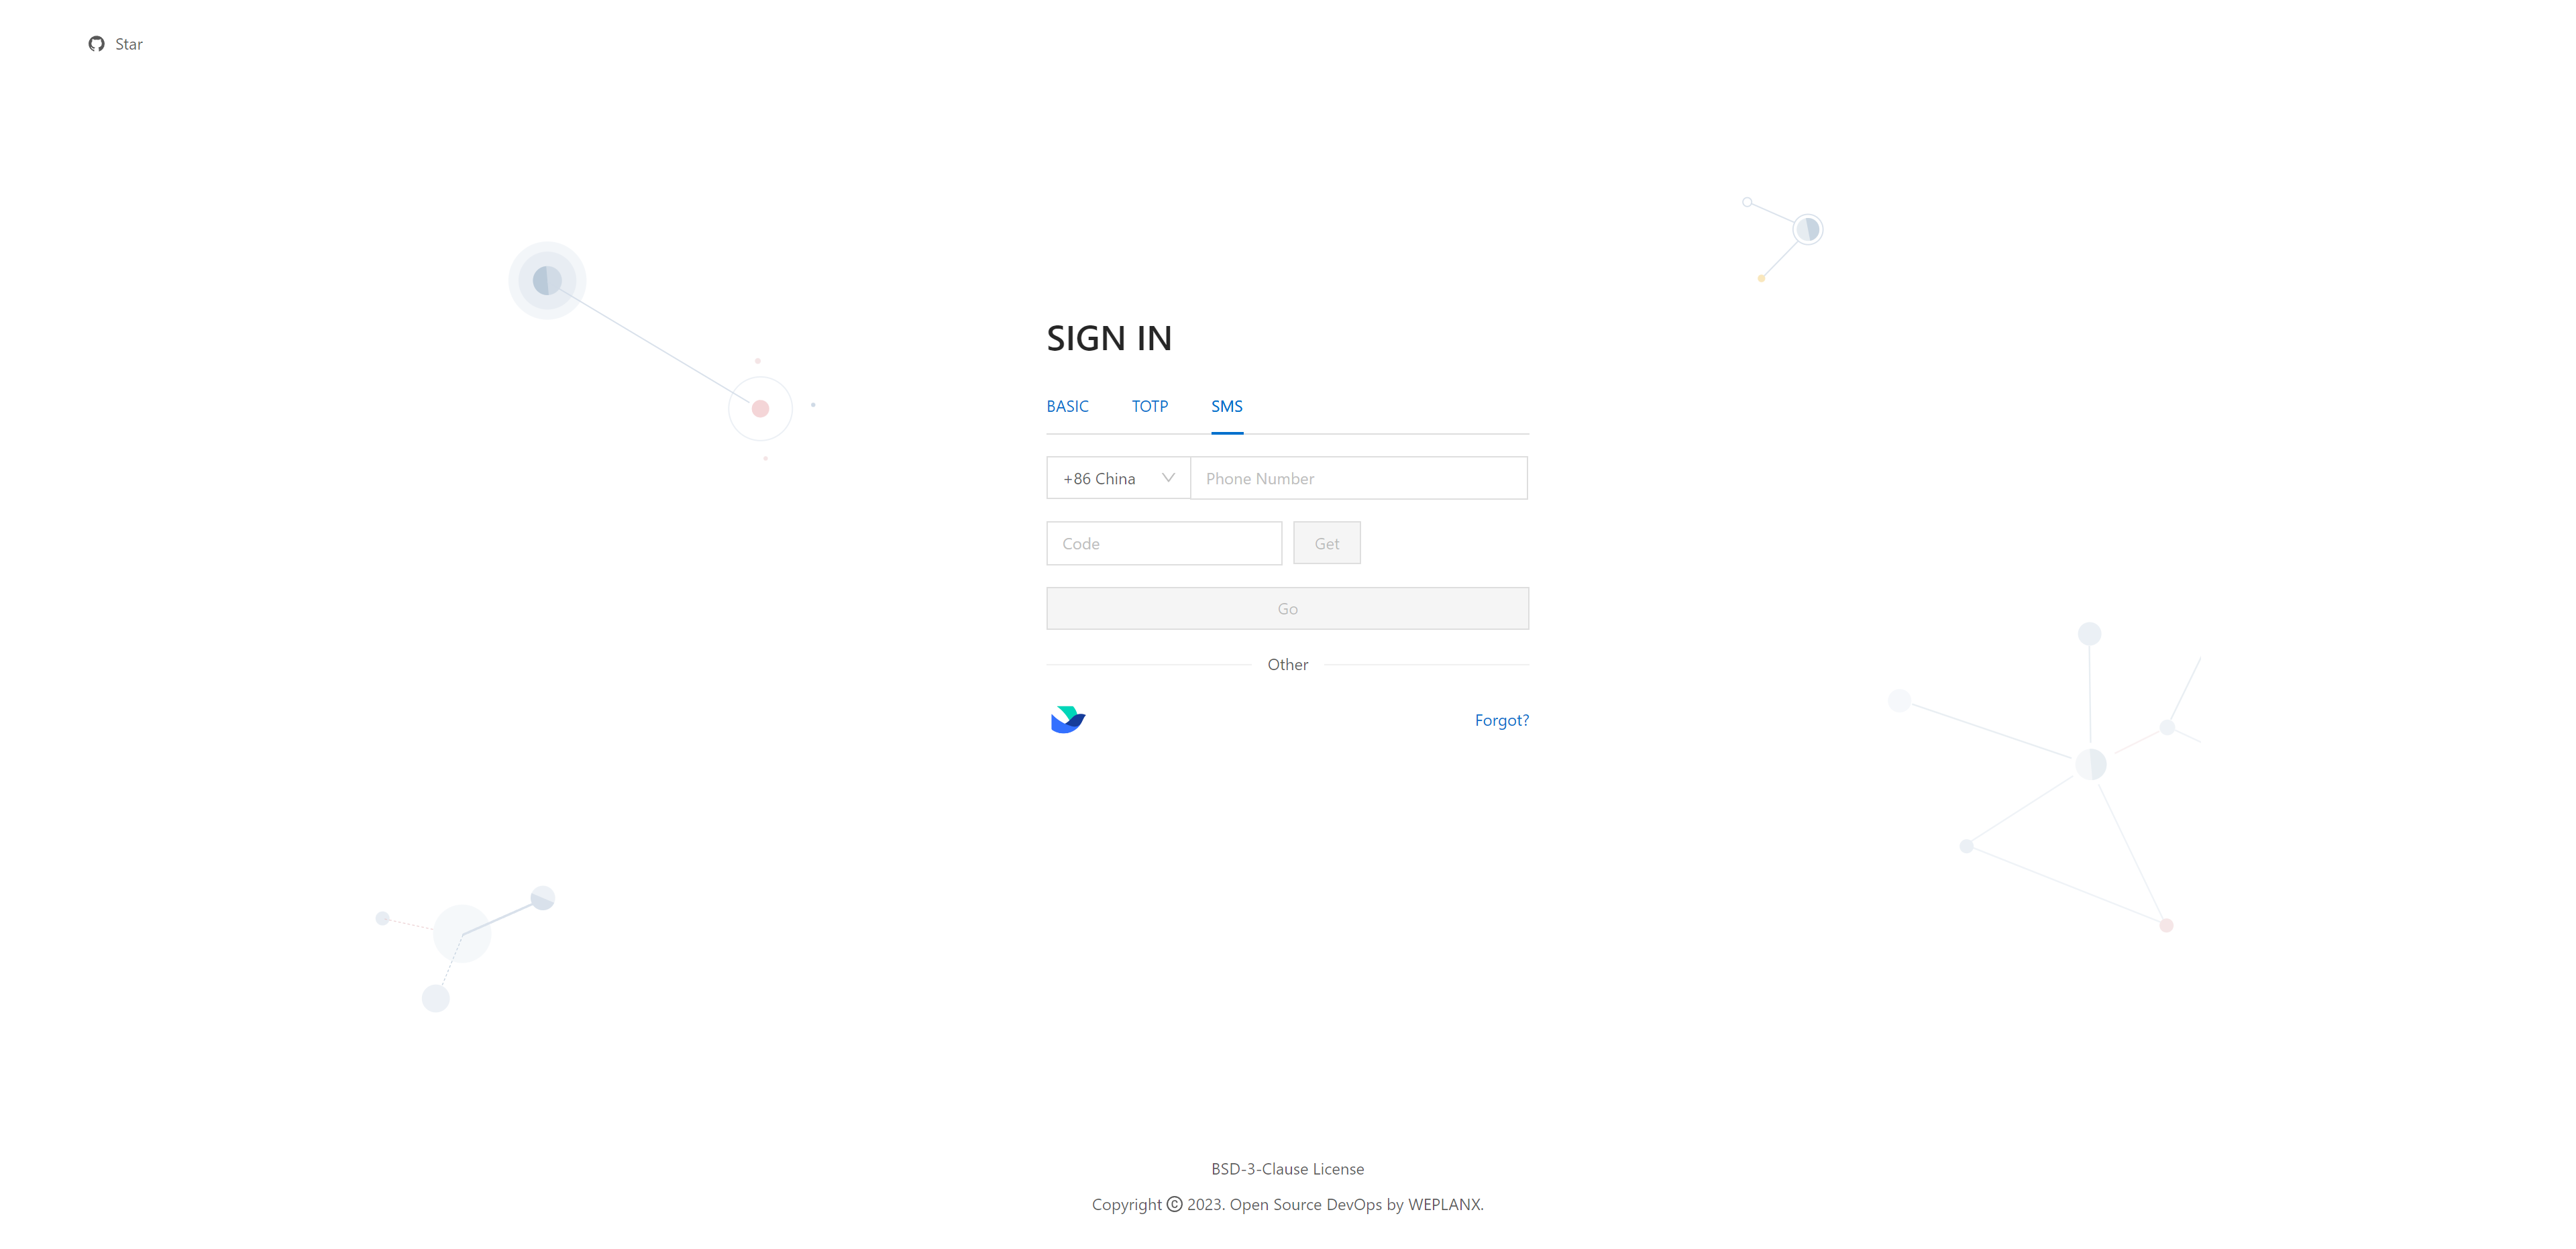 Star
SIGN IN
BASIC TOTP SMS
+86 China Phone Number
Code Get
Go
Other
Forgot?
BSD-3-Clause License
Copyright © 2023. Open Source DevOps by WEPLANX.